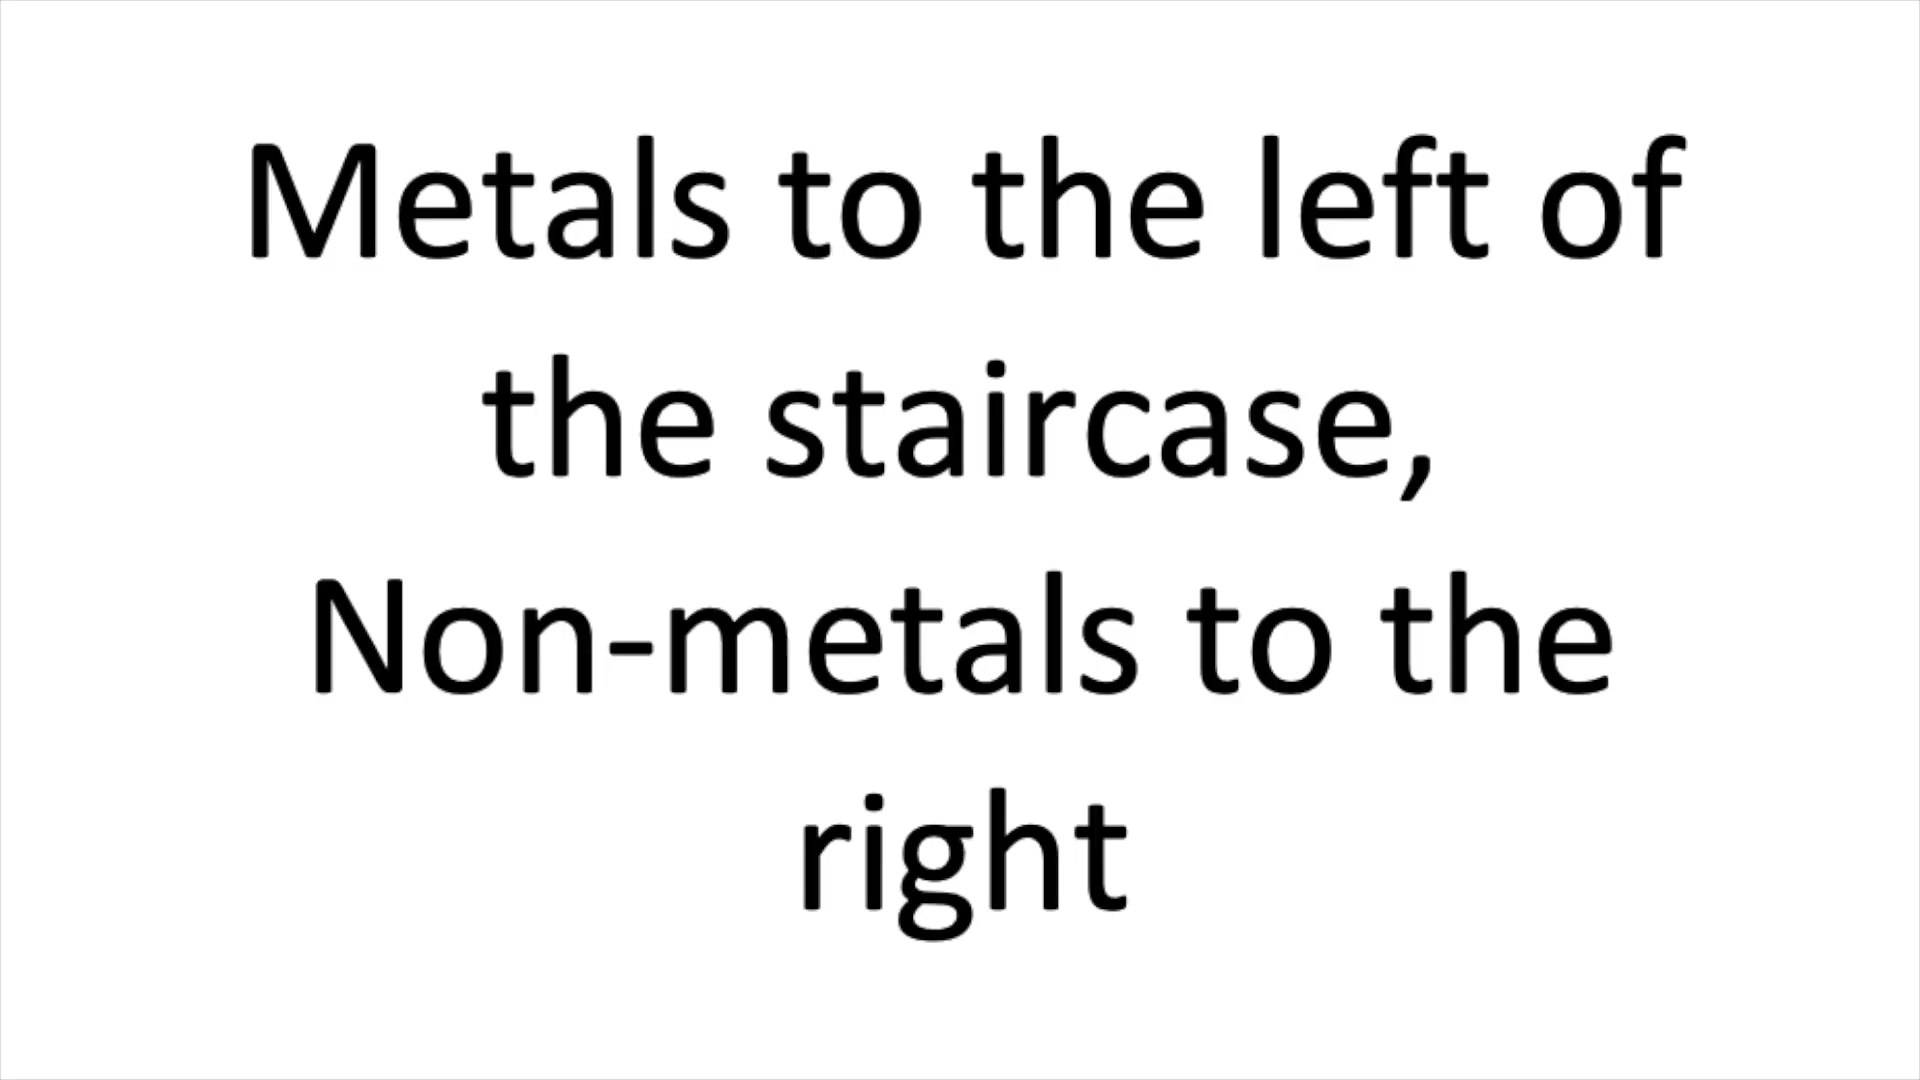 Metals to the left of
the staircase,
Non-metals to the
right